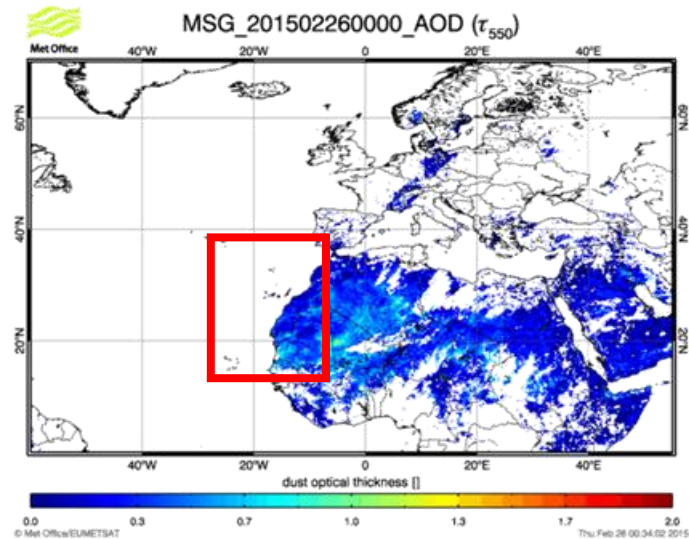 MSG_201502260000_AOD (τ550)
Met Office
40°W 20°W 0 20°E 40°E
60°N 60°N
40°N 40°N
20°N 20°N
40°W 20°W 0 20°E 40°E
dust optical thickness []
0.0 0.3 0.7 1.0 1.3 1.7 2.0
© Met Office/EUMETSAT Thu Feb 26 00:34:02 2015